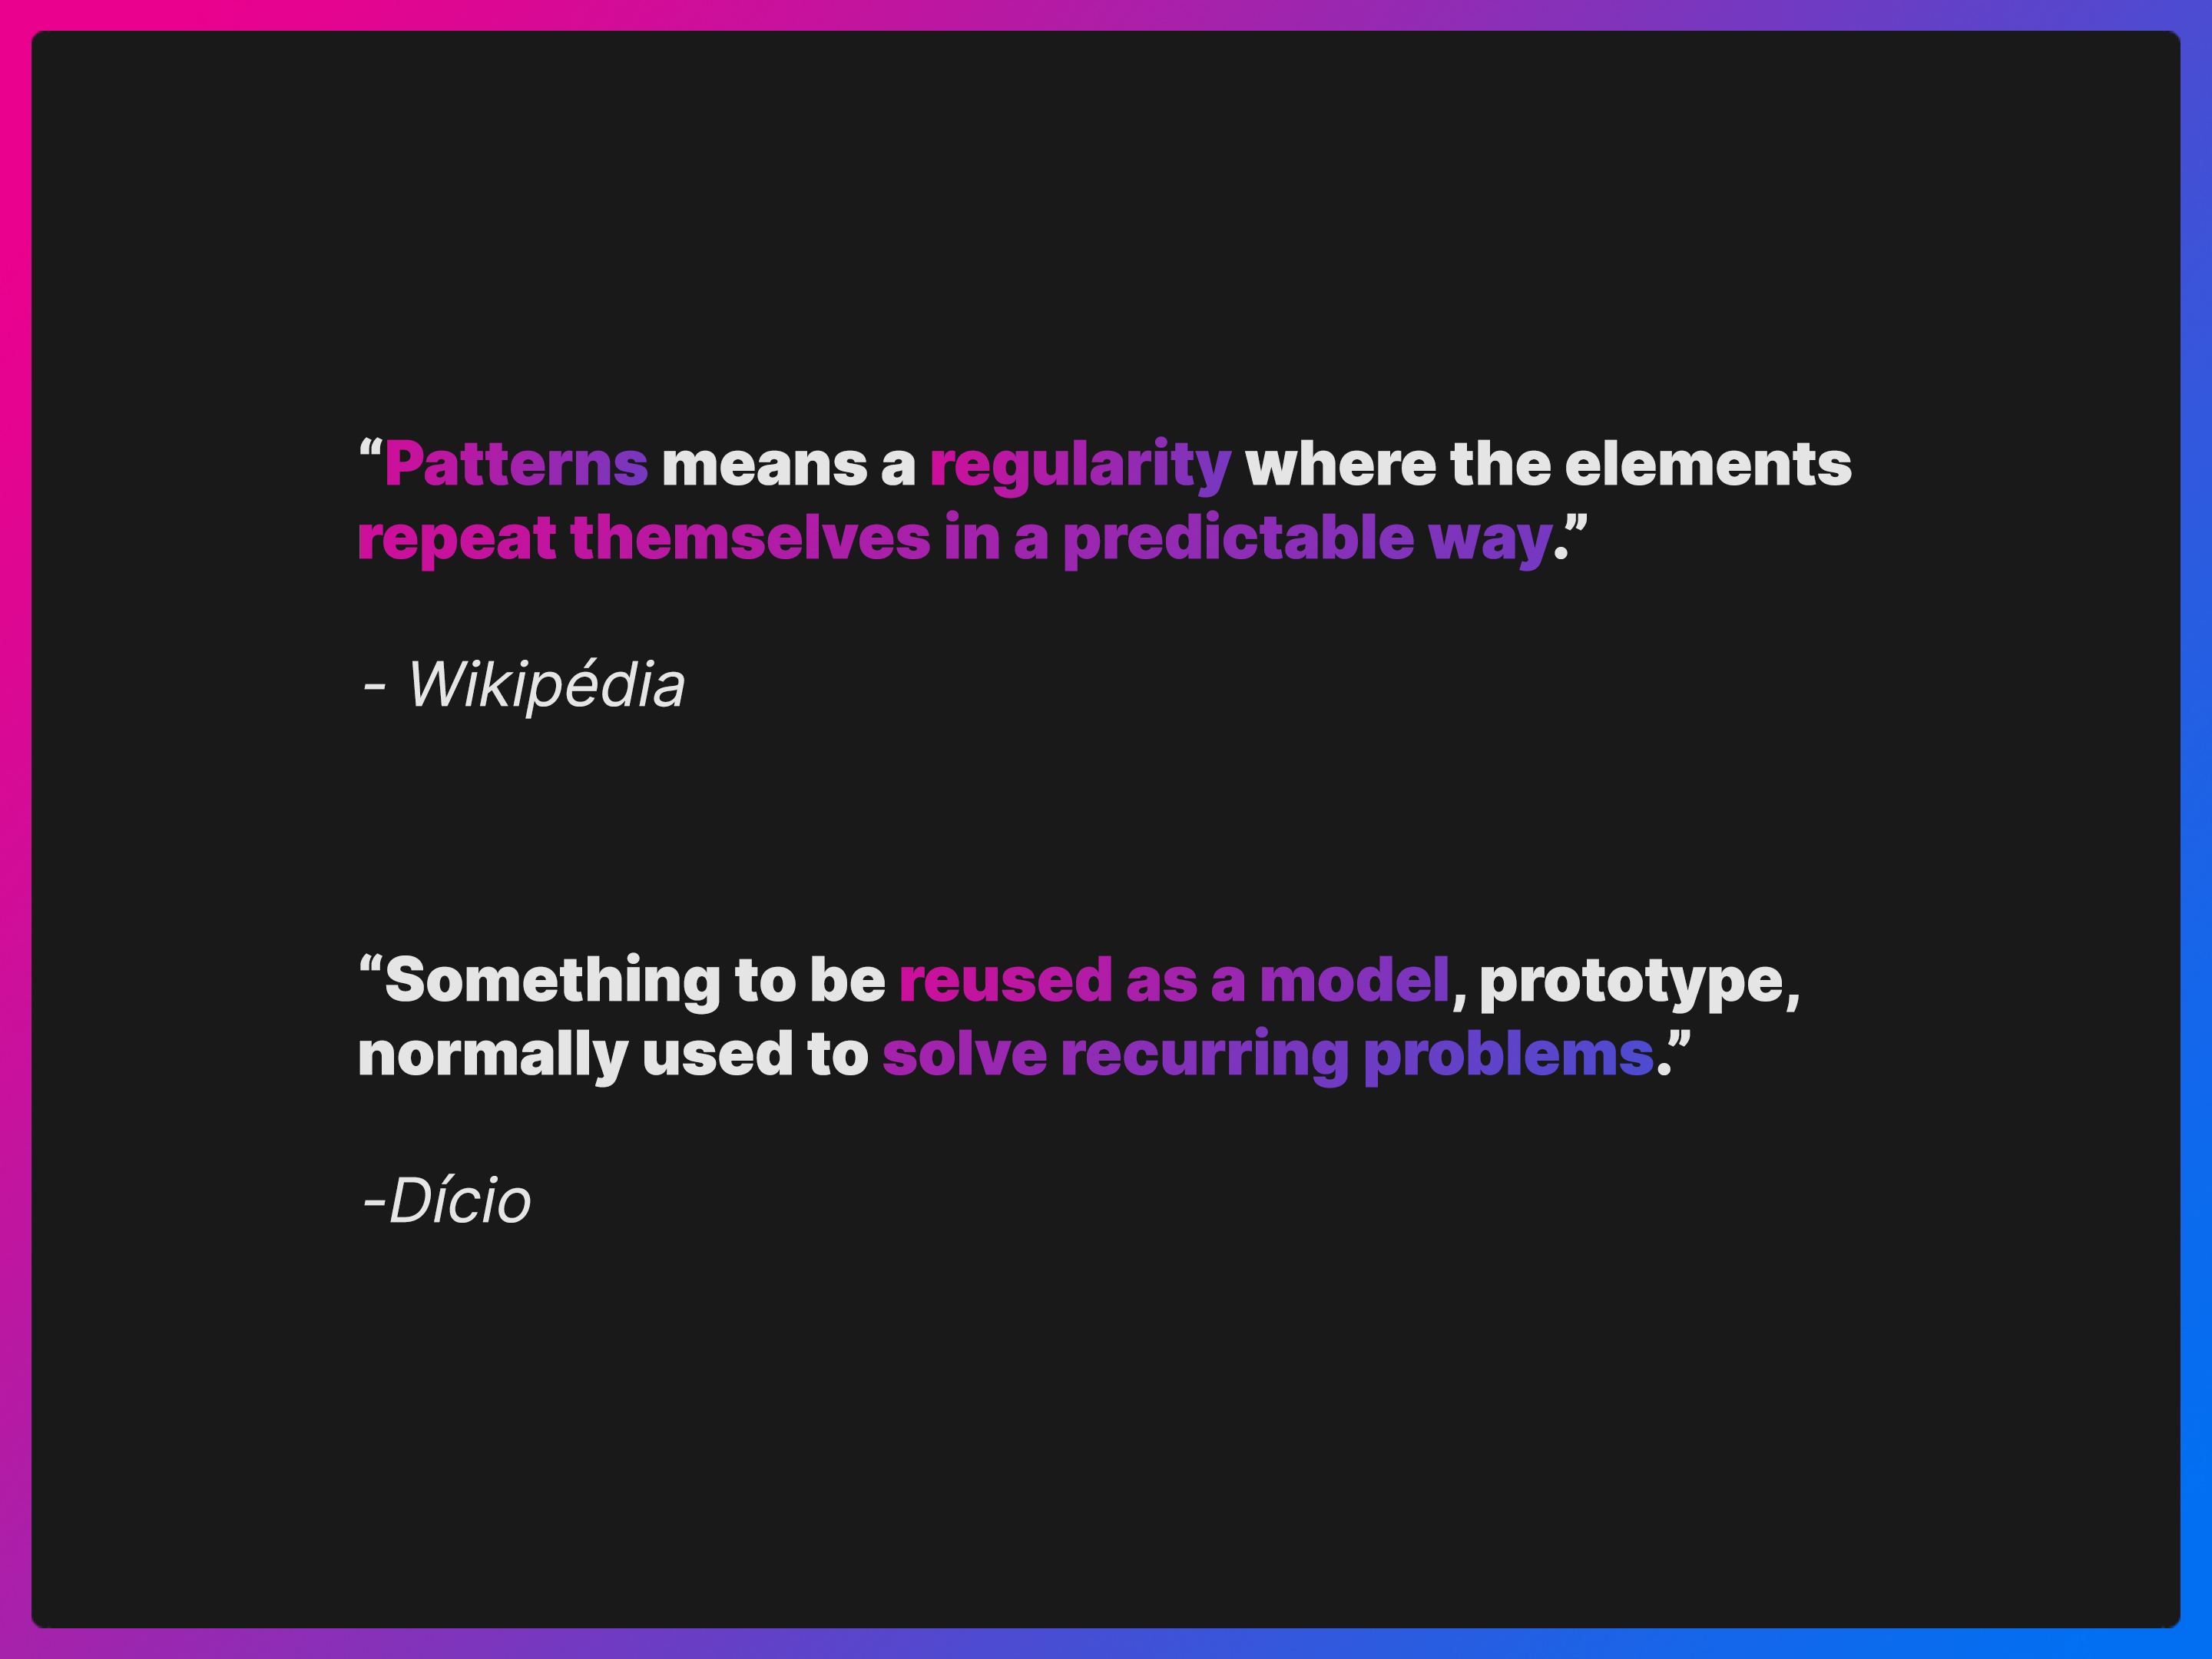 “Patterns means a regularity where the elements
repeat themselves in a predictable way.”
- Wikipédia
“Something to be reused as a model, prototype,
normally used to solve recurring problems.”
-Dício